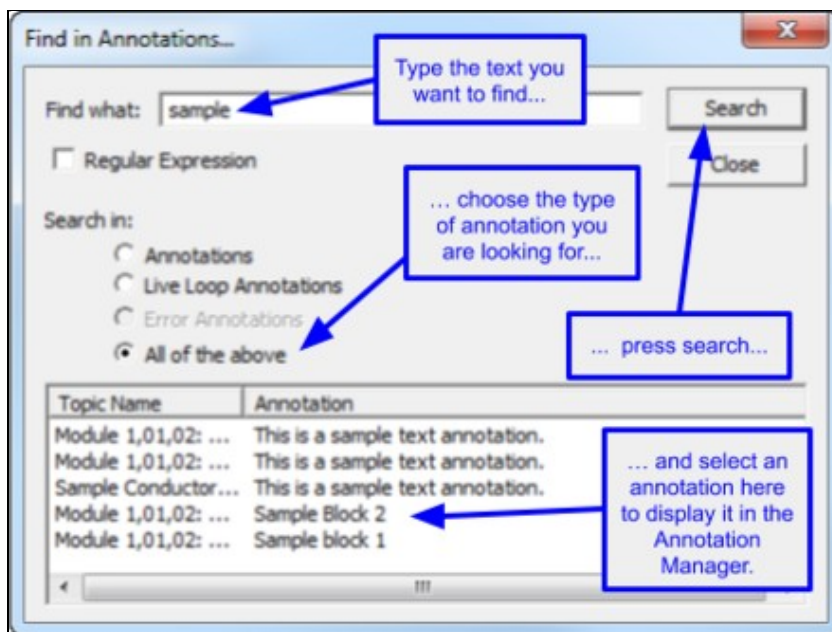 Find in Annotations...
Type the text you
want to find...
Find what: sample
Search
Regular Expression
Close
... choose the type
of annotation you
are looking for...
Search in:
Annotations
Live Loop Annotations
Error Annotations
All of the above
... press search...
Topic Name Annotation
Module 1,01,02: ... This is a sample text annotation.
Module 1,01,02: ... This is a sample text annotation.
Sample Conductor... This is a sample text annotation.
Module 1,01,02: ... Sample Block 2
Module 1,01,02: ... Sample block 1
... and select an
annotation here
to display it in the
Annotation
Manager.